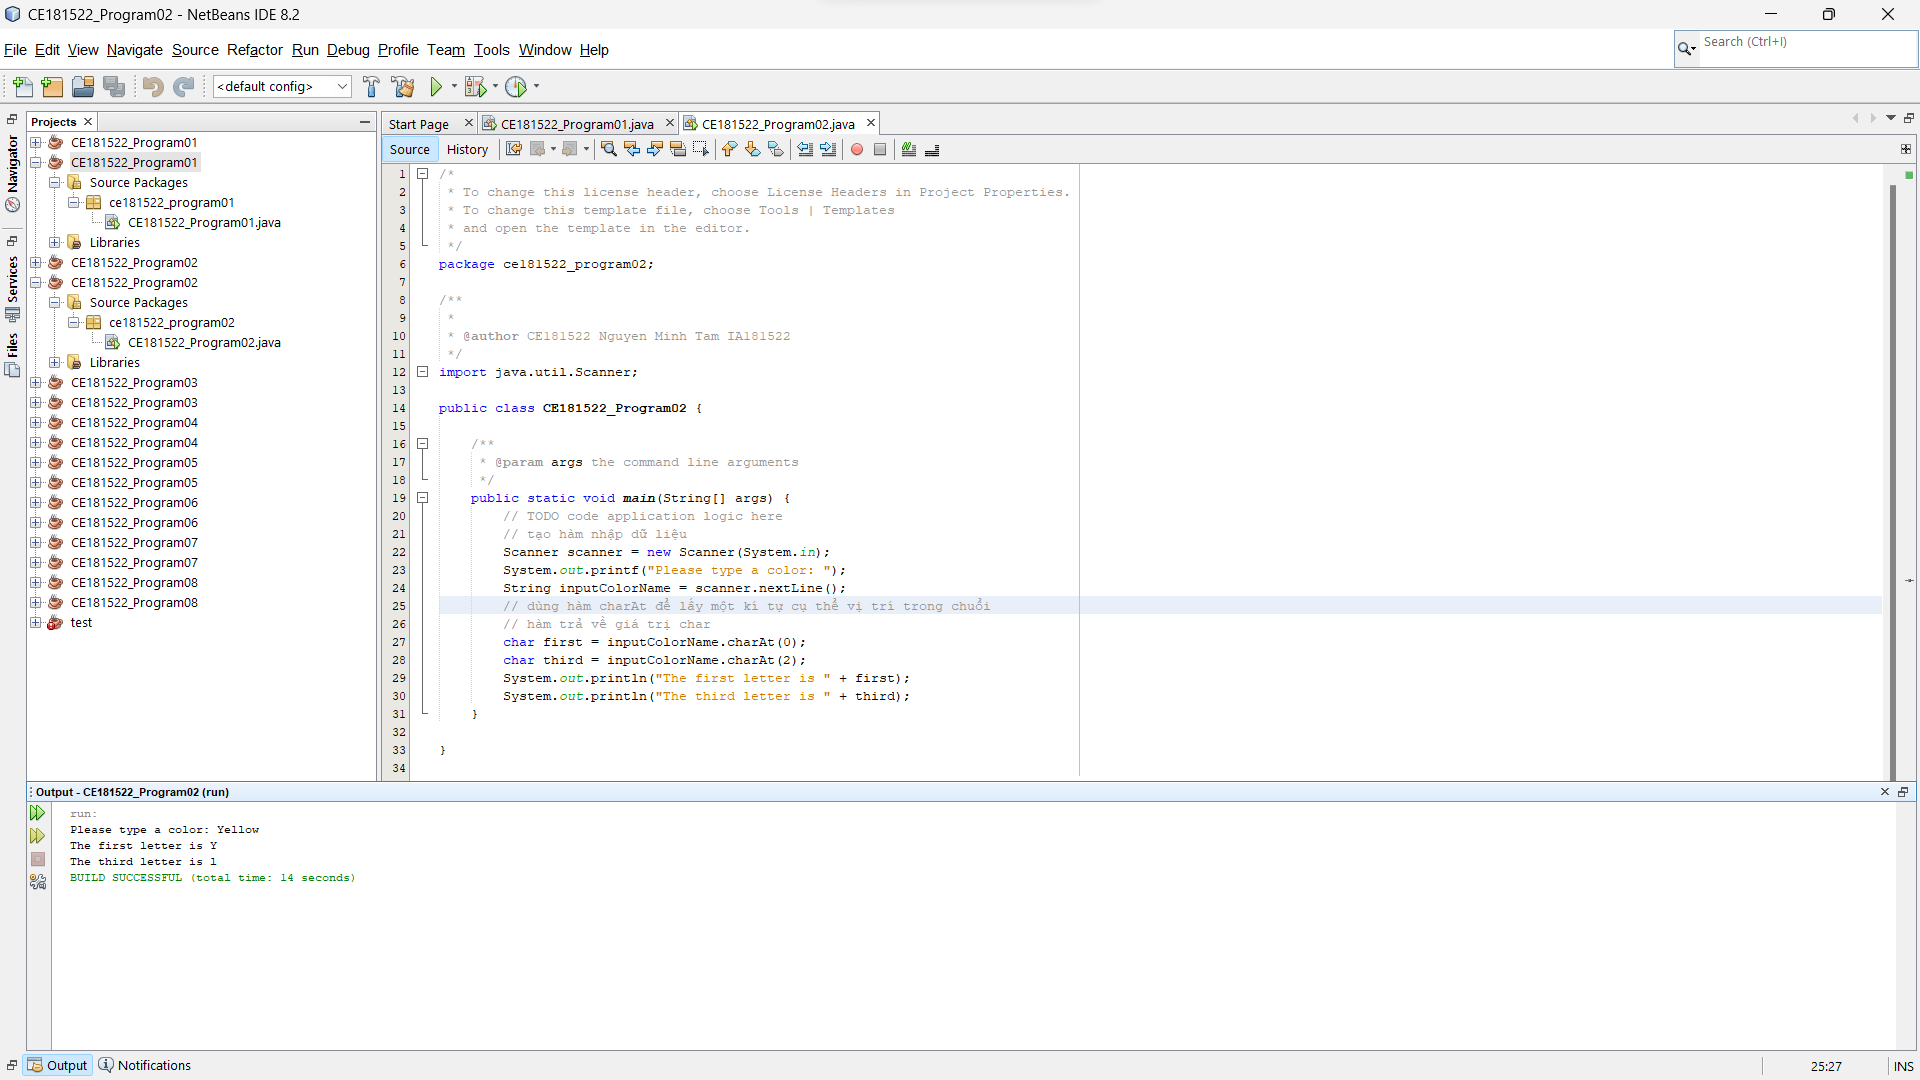 CE181522_Program02 - NetBeans IDE 8.2
File Edit View Navigate Source Refactor Run Debug Profile Team Tools Window Help
Search (Ctrl+I)
<default config>
Navigator
Services
Files
Projects
CE181522_Program01
CE181522_Program01
Source Packages
ce181522_program01
CE181522_Program01.java
Libraries
CE181522_Program02
CE181522_Program02
Source Packages
ce181522_program02
CE181522_Program02.java
Libraries
CE181522_Program03
CE181522_Program03
CE181522_Program04
CE181522_Program04
CE181522_Program05
CE181522_Program05
CE181522_Program06
CE181522_Program06
CE181522_Program07
CE181522_Program07
CE181522_Program08
CE181522_Program08
test
Start Page CE181522_Program01.java CE181522_Program02.java
Source History
1 /*
2 * To change this license header, choose License Headers in Project Properties.
3 * To change this template file, choose Tools | Templates
4 * and open the template in the editor.
5 */
6 package ce181522_program02;
7
8 /**
9 *
10 * @author CE181522 Nguyen Minh Tam IA181522
11 */
12 import java.util.Scanner;
13
14 public class CE181522_Program02 {
15
16 /**
17 * @param args the command line arguments
18 */
19 public static void main(String[] args) {
20 // TODO code application logic here
21 // tạo hàm nhập dữ liệu
22 Scanner scanner = new Scanner(System.in);
23 System.out.printf("Please type a color: ");
24 String inputColorName = scanner.nextLine();
25 // dùng hàm charAt để lấy một kí tự cụ thể vị trí trong chuổi
26 // hàm trả về giá trị char
27 char first = inputColorName.charAt(0);
28 char third = inputColorName.charAt(2);
29 System.out.println("The first letter is " + first);
30 System.out.println("The third letter is " + third);
31 }
32
33 }
34
Output - CE181522_Program02 (run)
run:
Please type a color: Yellow
The first letter is Y
The third letter is l
BUILD SUCCESSFUL (total time: 14 seconds)
Output Notifications
25:27 INS